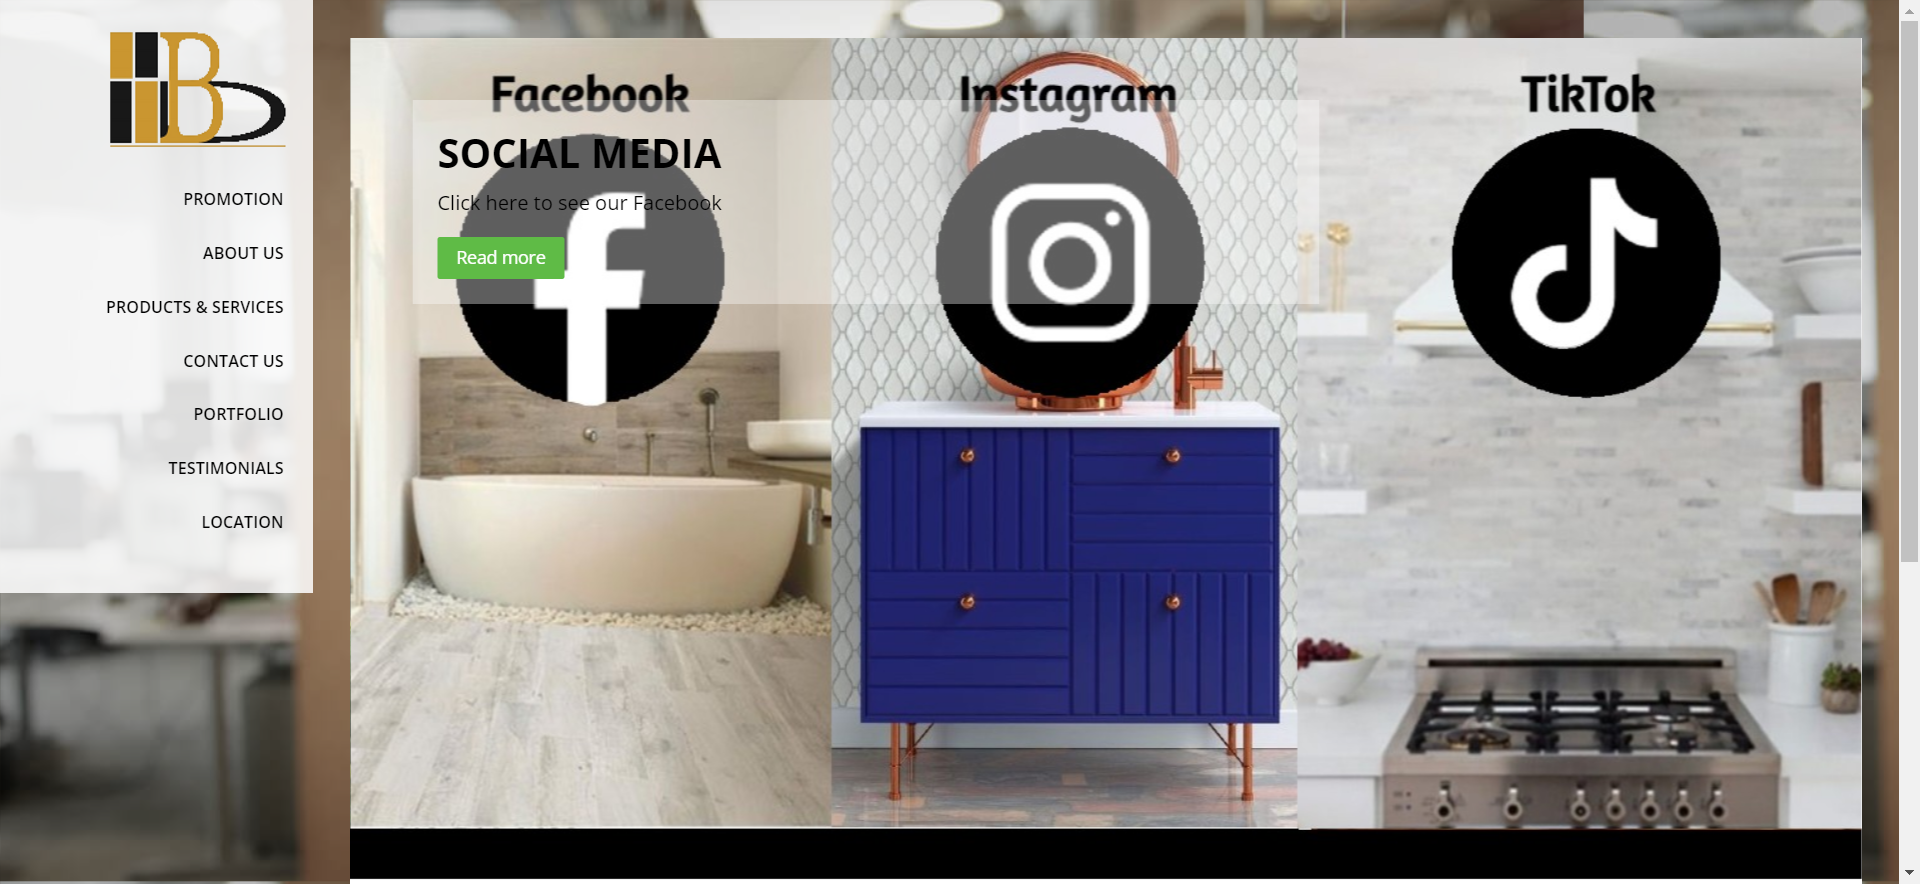 B
PROMOTION
ABOUT US
PRODUCTS & SERVICES
CONTACT US
PORTFOLIO
TESTIMONIALS
LOCATION
Facebook
Instagram
TikTok
SOCIAL MEDIA
Click here to see our Facebook
Read more